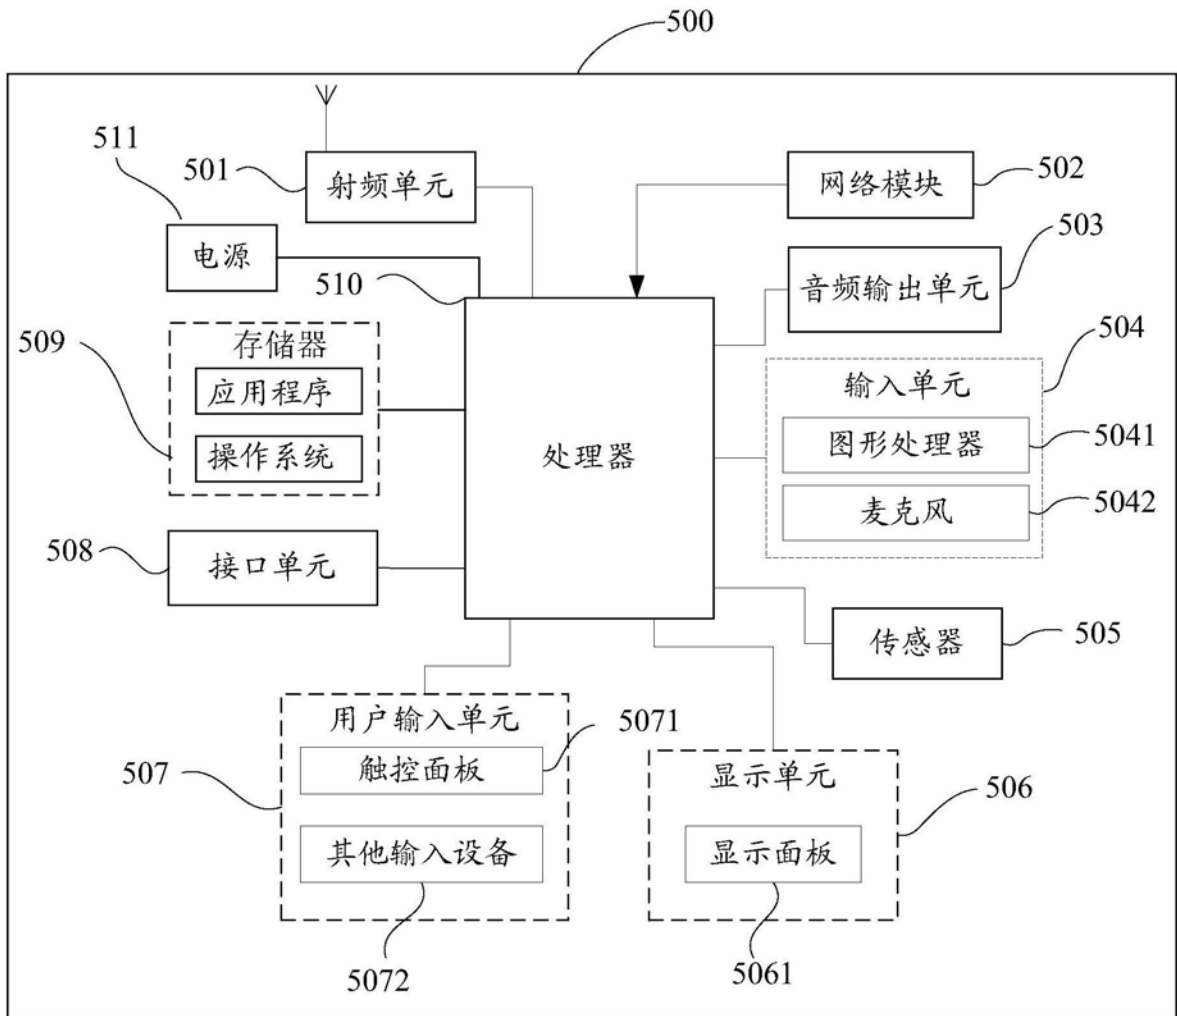 500
511
501
射频单元
网络模块
502
电源
503
音频输出单元
510
509
存储器
应用程序
操作系统
504
输入单元
图形处理器
5041
麦克风
5042
处理器
508
接口单元
传感器
505
用户输入单元
5071
触控面板
507
其他输入设备
5072
显示单元
506
显示面板
5061